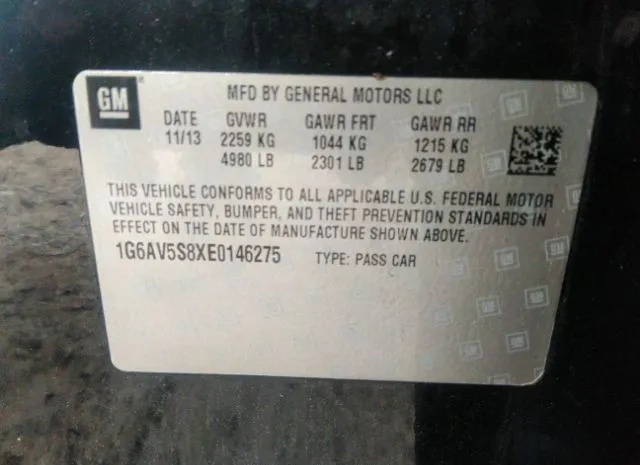 GM ® MFD BY GENERAL MOTORS LLC
DATE GVWR GAWR FRT GAWR RR
11/13 2259 KG 1044 KG 1215 KG
4980 LB 2301 LB 2679 LB
THIS VEHICLE CONFORMS TO ALL APPLICABLE U.S. FEDERAL MOTOR
VEHICLE SAFETY, BUMPER, AND THEFT PREVENTION STANDARDS IN
EFFECT ON THE DATE OF MANUFACTURE SHOWN ABOVE.
1G6AV5S8XE0146275 TYPE: PASS CAR